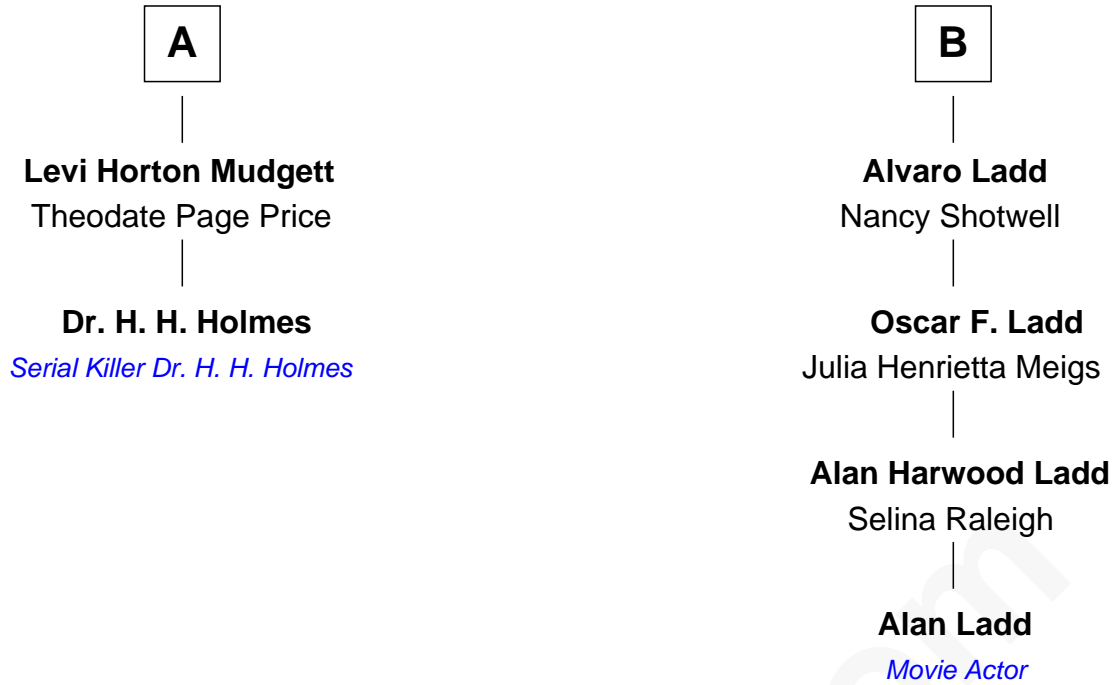 A
Levi Horton Mudgett
Theodate Page Price
Dr. H. H. Holmes
Serial Killer Dr. H. H. Holmes
B
Alvaro Ladd
Nancy Shotwell
Oscar F. Ladd
Julia Henrietta Meigs
Alan Harwood Ladd
Selina Raleigh
Alan Ladd
Movie Actor